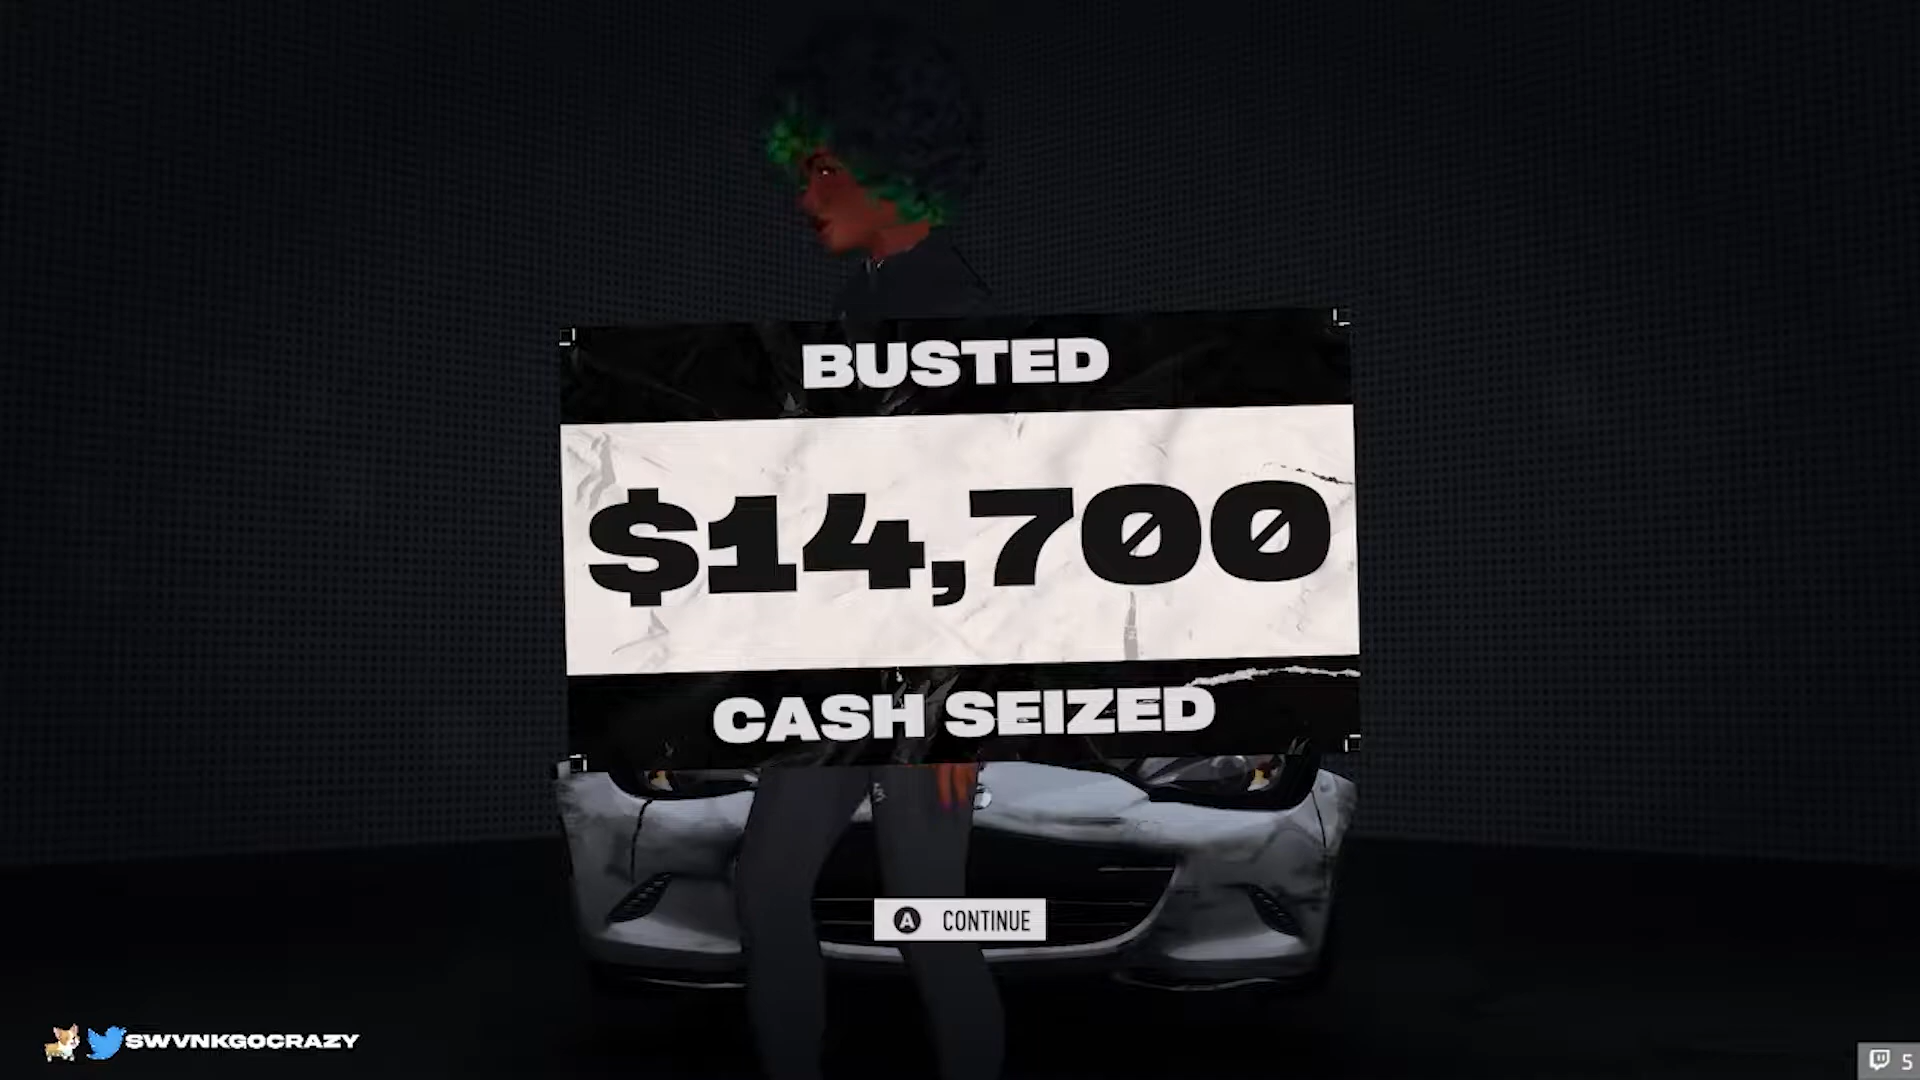 BUSTED
$14,700
CASH SEIZED
A CONTINUE
SWVNKGOCRAZY
5